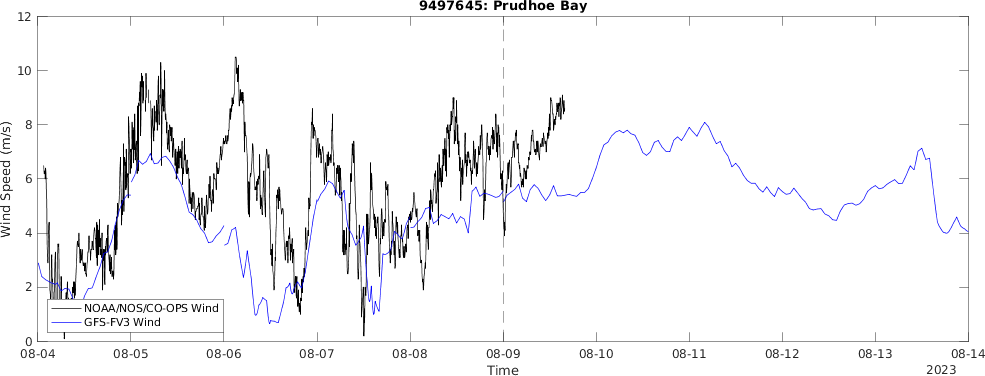 9497645: Prudhoe Bay
Wind Speed (m/s)
12
10
8
6
4
2
0
NOAA/NOS/CO-OPS Wind
GFS-FV3 Wind
08-04 08-05 08-06 08-07 08-08 08-09 08-10 08-11 08-12 08-13 08-14
Time
2023